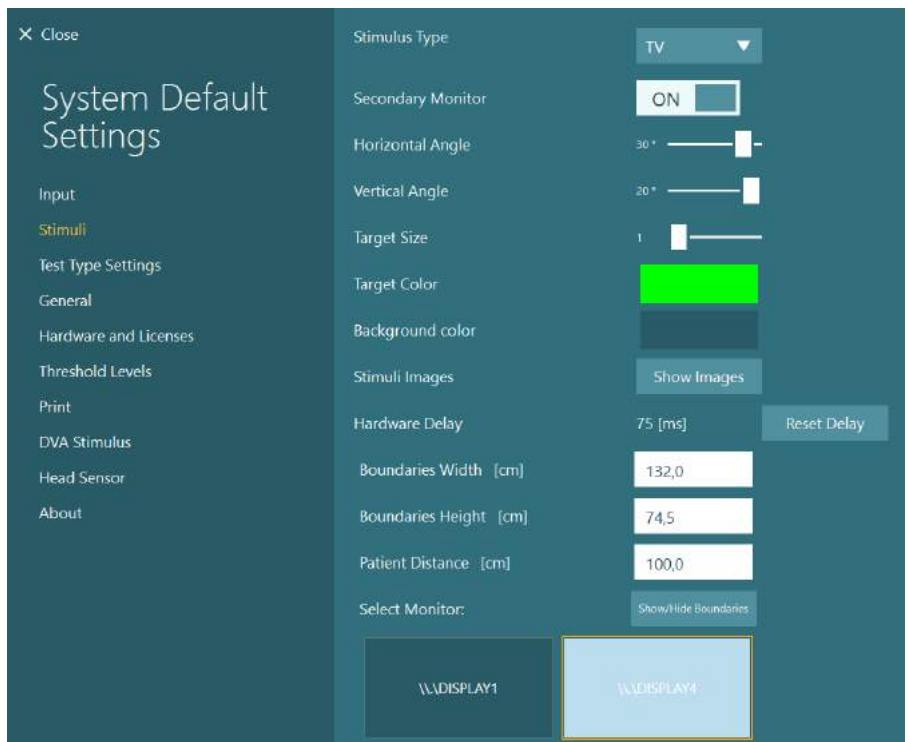 ✕ Close
System Default
Settings
Input
Stimuli
Test Type Settings
General
Hardware and Licenses
Threshold Levels
Print
DVA Stimulus
Head Sensor
About
Stimulus Type
TV
Secondary Monitor
ON
Horizontal Angle
30 °
Vertical Angle
20 °
Target Size
1
Target Color
Background color
Stimuli Images
Show Images
Hardware Delay
75 [ms]
Reset Delay
Boundaries Width [cm]
132,0
Boundaries Height [cm]
74,5
Patient Distance [cm]
100,0
Select Monitor:
Show/Hide Boundaries
\\.\DISPLAY1
\\.\DISPLAY4